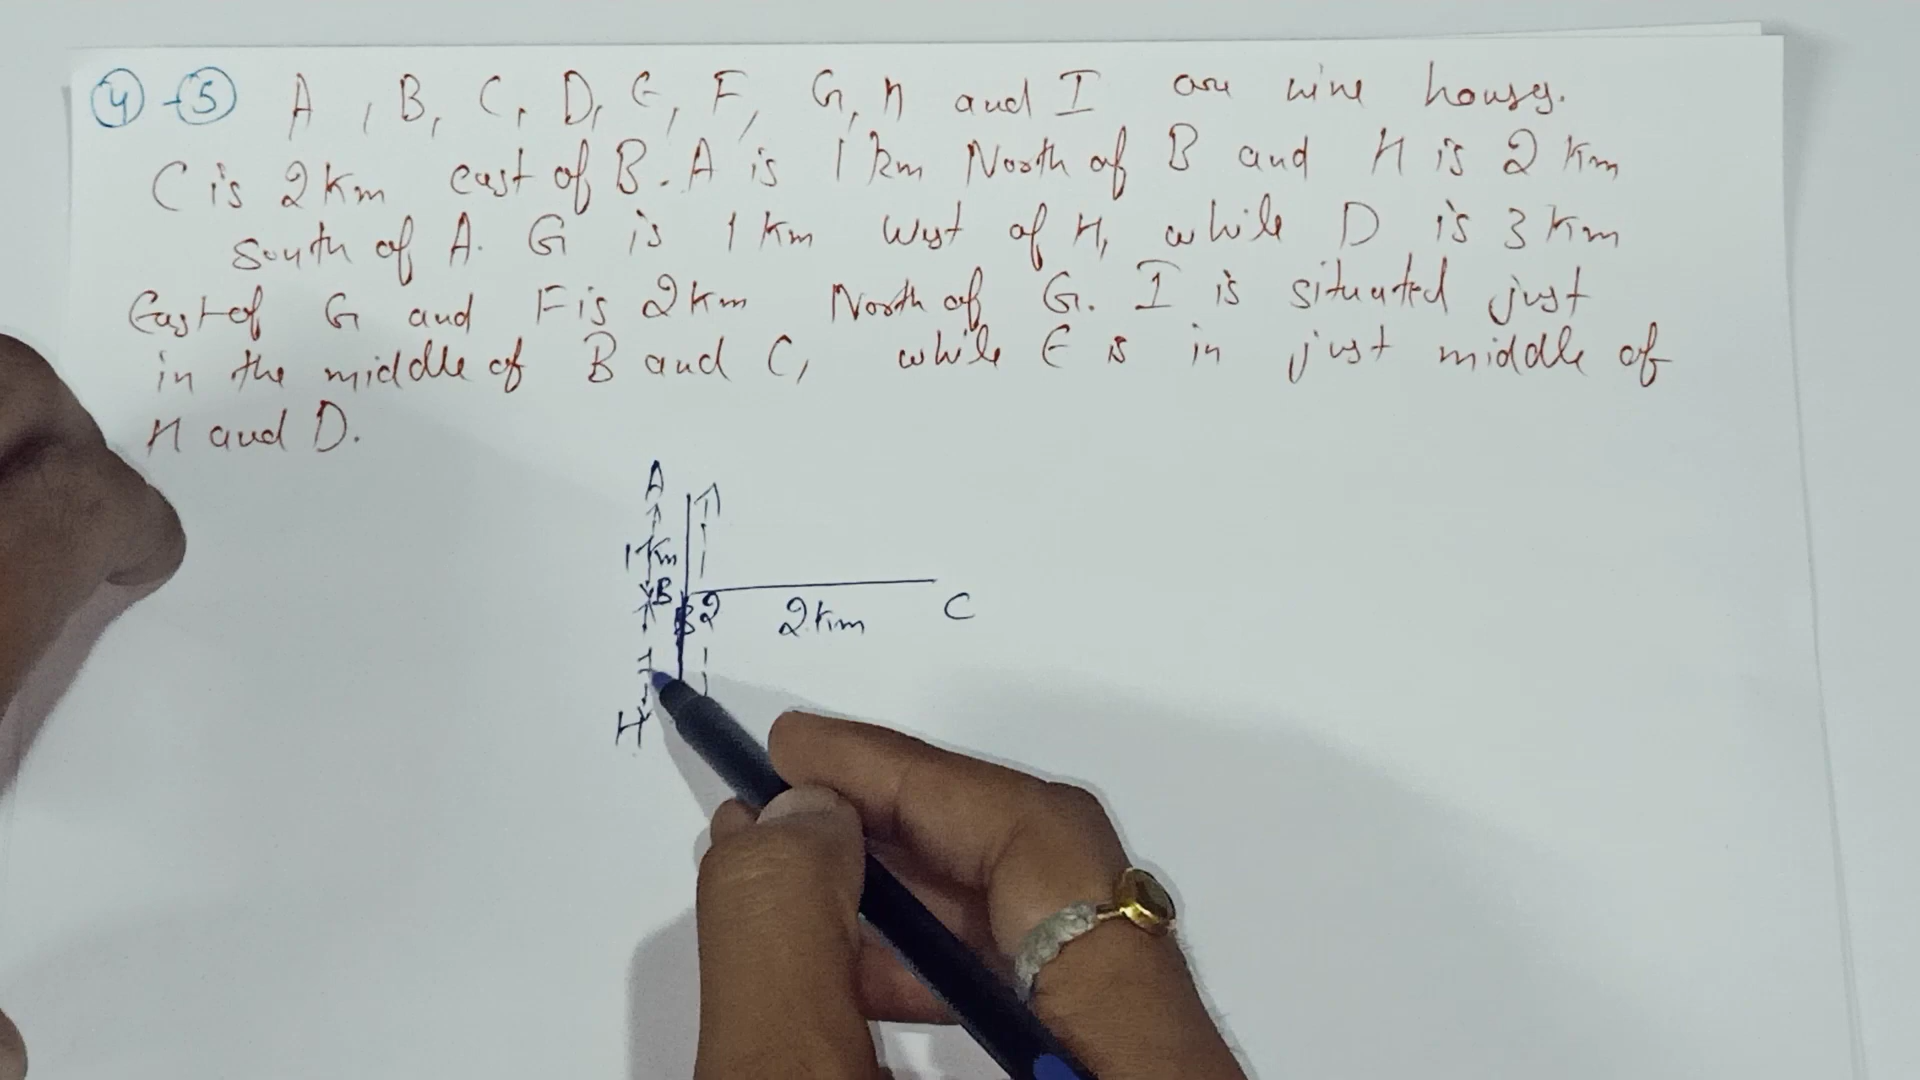 4 - 5 A, B, C, D, E, F, G, H and I are nine houses.
C is 2 Km east of B. A is 1 Km North of B and H is 2 Km
south of A. G is 1 Km West of H, while D is 3 Km
East of G and F is 2 Km North of G. I is situated just
in the middle of B and C, while E is in just middle of
H and D.
A
1 Km
B
B 2 2 Km C
1
H